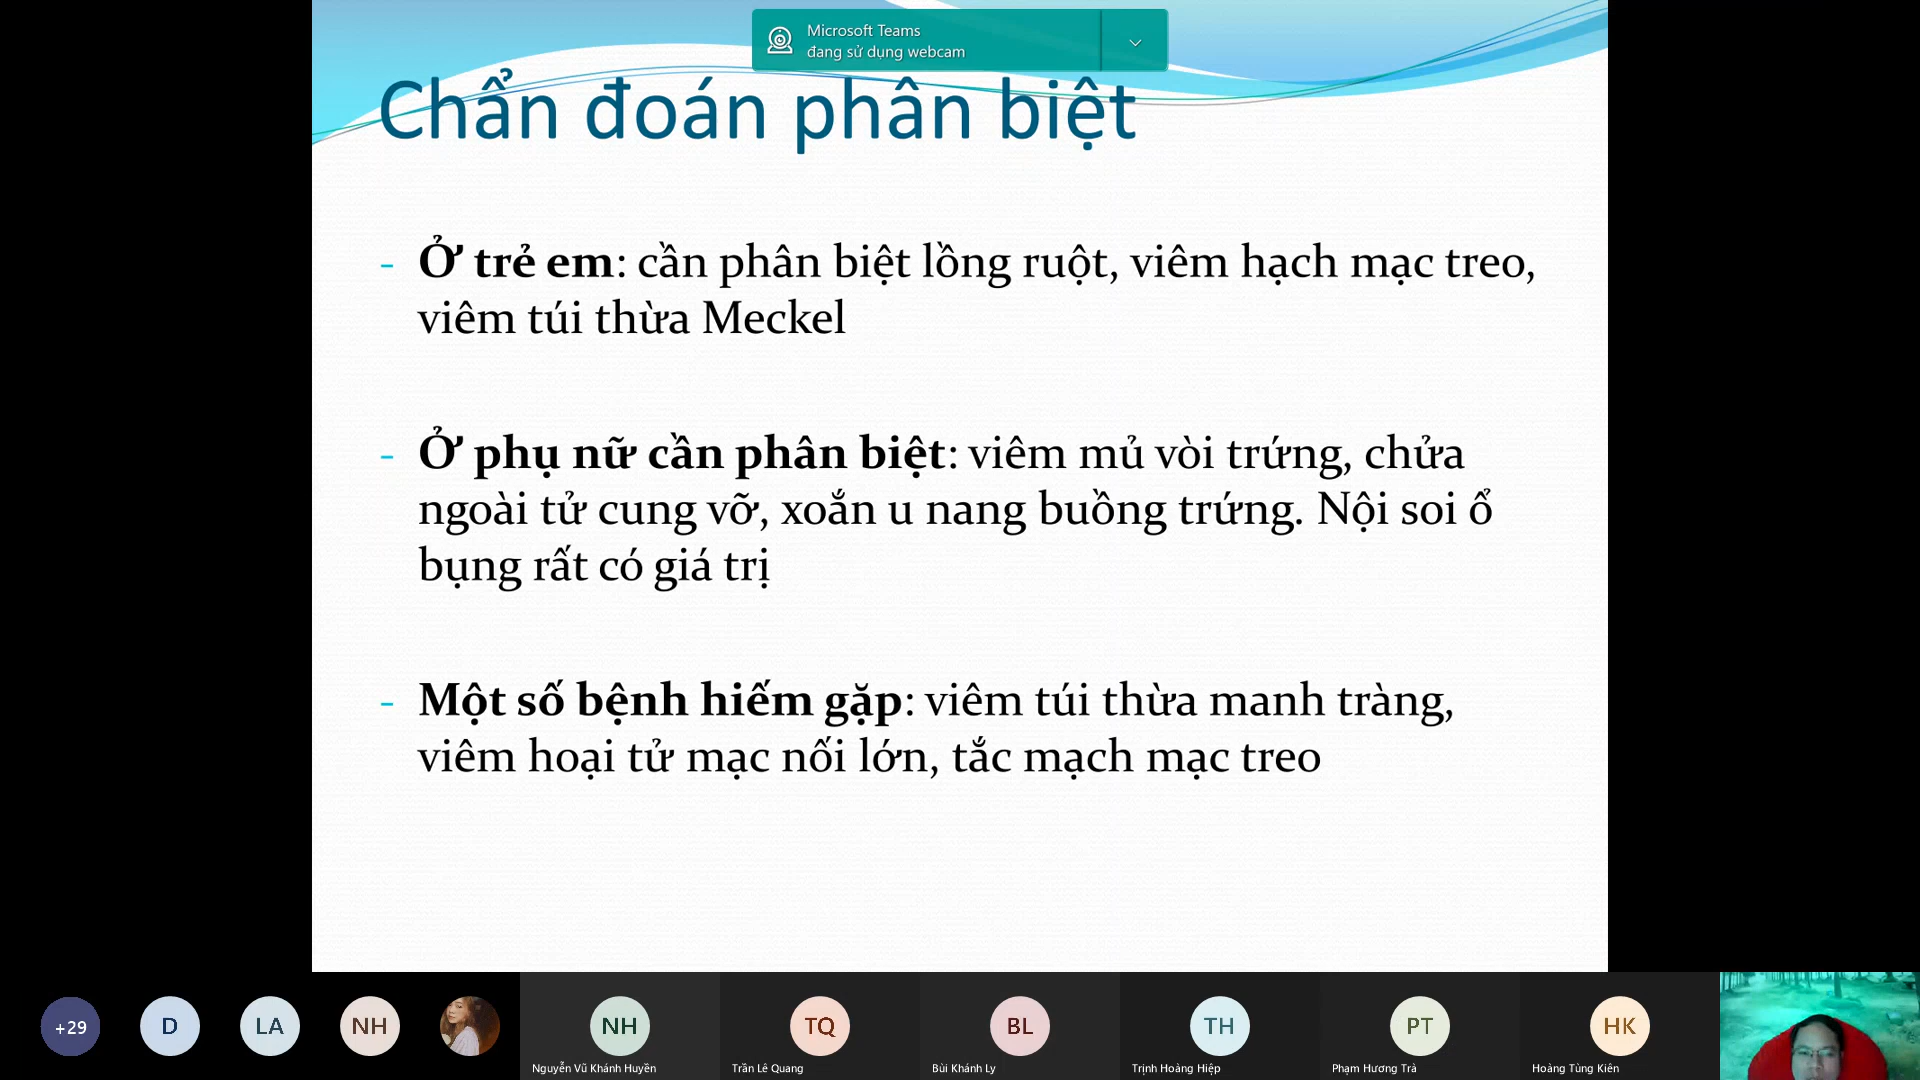 Microsoft Teams
đang sử dụng webcam
Chẩn đoán phân biệt
- Ở trẻ em: cần phân biệt lồng ruột, viêm hạch mạc treo,
viêm túi thừa Meckel
- Ở phụ nữ cần phân biệt: viêm mủ vòi trứng, chửa
ngoài tử cung vỡ, xoắn u nang buồng trứng. Nội soi ổ
bụng rất có giá trị
- Một số bệnh hiếm gặp: viêm túi thừa manh tràng,
viêm hoại tử mạc nối lớn, tắc mạch mạc treo
+29
D
LA
NH
NH
TQ
BL
TH
PT
HK
Nguyễn Vũ Khánh Huyền
Trần Lê Quang
Bùi Khánh Ly
Trịnh Hoàng Hiệp
Phạm Hương Trà
Hoàng Tùng Kiên